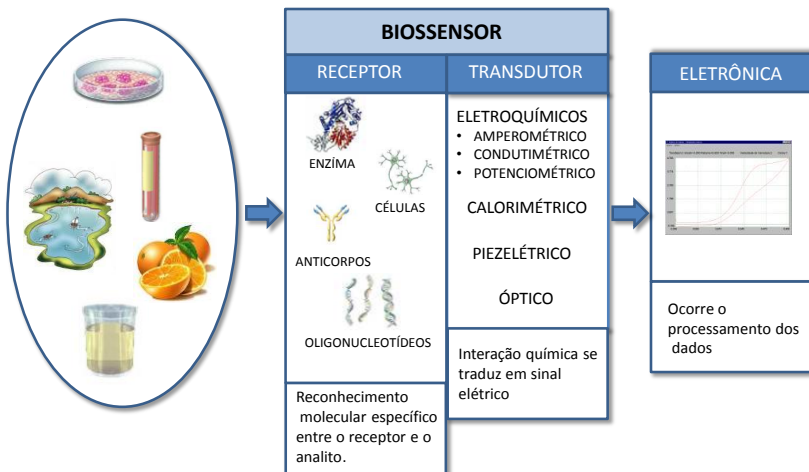 BIOSSENSOR
RECEPTOR
TRANSDUTOR
ELETRÔNICA
ENZÍMA
CÉLULAS
ANTICORPOS
OLIGONUCLEOTÍDEOS
Reconhecimento
molecular específico
entre o receptor e o
analito.
ELETROQUÍMICOS
• AMPEROMÉTRICO
• CONDUTIMÉTRICO
• POTENCIOMÉTRICO
CALORIMÉTRICO
PIEZELÉTRICO
ÓPTICO
Interação química se
traduz em sinal
elétrico
Ocorre o
processamento dos
dados